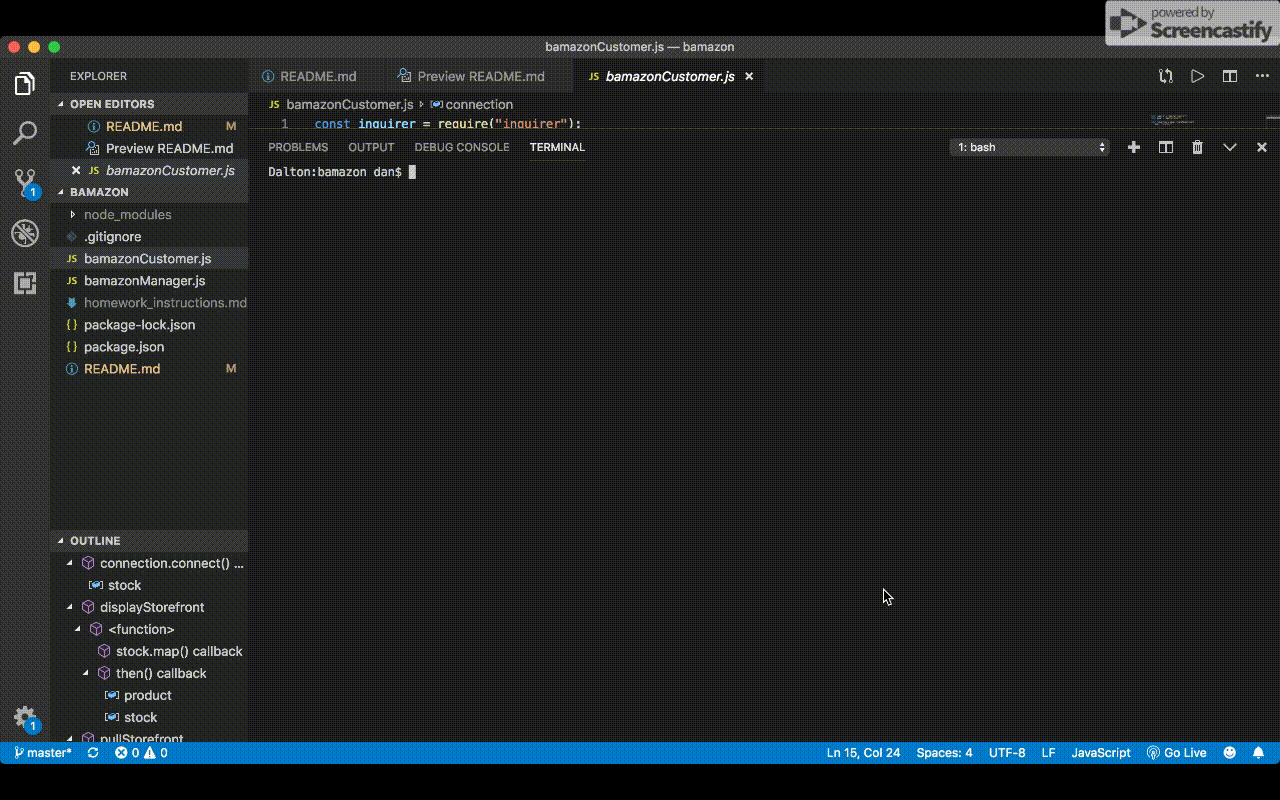 powered by
Screencastify
bamazonCustomer.js — bamazon
EXPLORER
README.md
Preview README.md
JS bamazonCustomer.js ×
OPEN EDITORS
README.md M
Preview README.md
× JS bamazonCustomer.js
JS bamazonCustomer.js › connection
1 const inquirer = require("inquirer");
PROBLEMS OUTPUT DEBUG CONSOLE TERMINAL
1: bash
Dalton:bamazon dan$
BAMAZON
node_modules
.gitignore
JS bamazonCustomer.js
JS bamazonManager.js
homework_instructions.md
{ } package-lock.json
{ } package.json
README.md M
1
OUTLINE
connection.connect() ...
stock
displayStorefront
<function>
stock.map() callback
then() callback
product
stock
pullStorefront
1
master* 0 0
Ln 15, Col 24 Spaces: 4 UTF-8 LF JavaScript Go Live